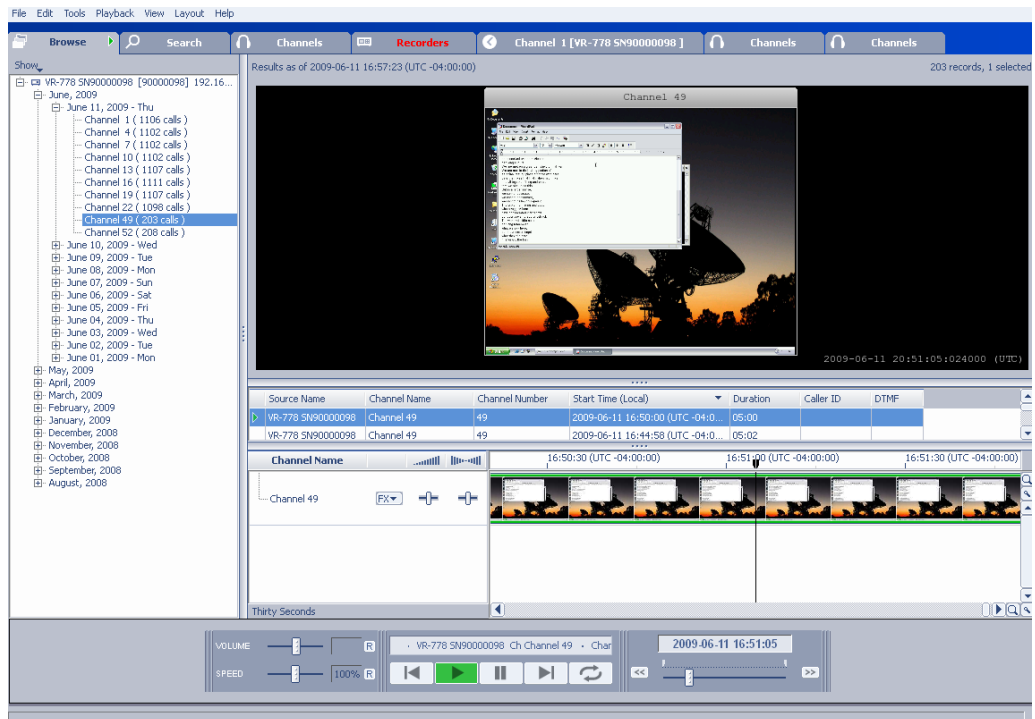 File Edit Tools Playback View Layout Help
Browse Search Channels Recorders Channel 1 [VR-778 SN90000098 ] Channels Channels
Show
Results as of 2009-06-11 16:57:23 (UTC -04:00:00) 203 records, 1 selected
VR-778 SN90000098 [90000098] 192.16...
June, 2009
June 11, 2009 - Thu
Channel 1 ( 1106 calls )
Channel 4 ( 1102 calls )
Channel 7 ( 1102 calls )
Channel 10 ( 1102 calls )
Channel 13 ( 1107 calls )
Channel 16 ( 1111 calls )
Channel 19 ( 1107 calls )
Channel 22 ( 1098 calls )
Channel 49 ( 203 calls )
Channel 52 ( 208 calls )
June 10, 2009 - Wed
June 09, 2009 - Tue
June 08, 2009 - Mon
June 07, 2009 - Sun
June 06, 2009 - Sat
June 05, 2009 - Fri
June 04, 2009 - Thu
June 03, 2009 - Wed
June 02, 2009 - Tue
June 01, 2009 - Mon
May, 2009
April, 2009
March, 2009
February, 2009
January, 2009
December, 2008
November, 2008
October, 2008
September, 2008
August, 2008
Channel 49
2009-06-11 20:51:05:024000 (UTC)
Source Name Channel Name Channel Number Start Time (Local) Duration Caller ID DTMF
VR-778 SN90000098 Channel 49 49 2009-06-11 16:50:00 (UTC -04:0... 05:00
VR-778 SN90000098 Channel 49 49 2009-06-11 16:44:58 (UTC -04:0... 05:02
Channel Name 16:50:30 (UTC -04:00:00) 16:51:00 (UTC -04:00:00) 16:51:30 (UTC -04:00:00)
Channel 49 FX
Thirty Seconds
VOLUME R
SPEED 100% R
· VR-778 SN90000098 Ch Channel 49 · Char
2009-06-11 16:51:05
<< >>